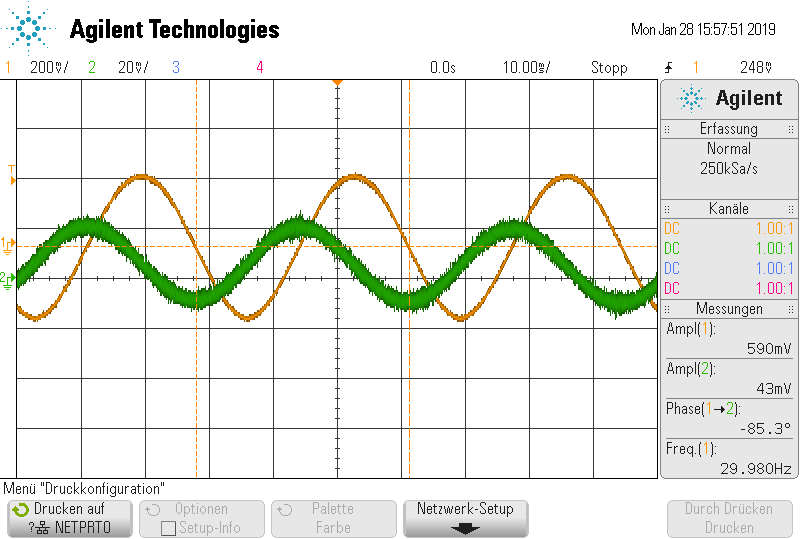 Agilent Technologies
Mon Jan 28 15:57:51 2019
1 200mV/ 2 20mV/ 3 4 0.0s 10.00ms/ Stopp 1 248mV
Agilent
Erfassung
Normal
250kSa/s
Kanäle
DC 1.00:1
DC 1.00:1
DC 1.00:1
DC 1.00:1
Messungen
Ampl(1):
590mV
Ampl(2):
43mV
Phase(1➔2):
-85.3°
Freq.(1):
29.980Hz
T
1
2
Menü "Druckkonfiguration"
Drucken auf
? NETPRT0
Optionen
Setup-Info
Palette
Farbe
Netzwerk-Setup
Durch Drücken
Drucken